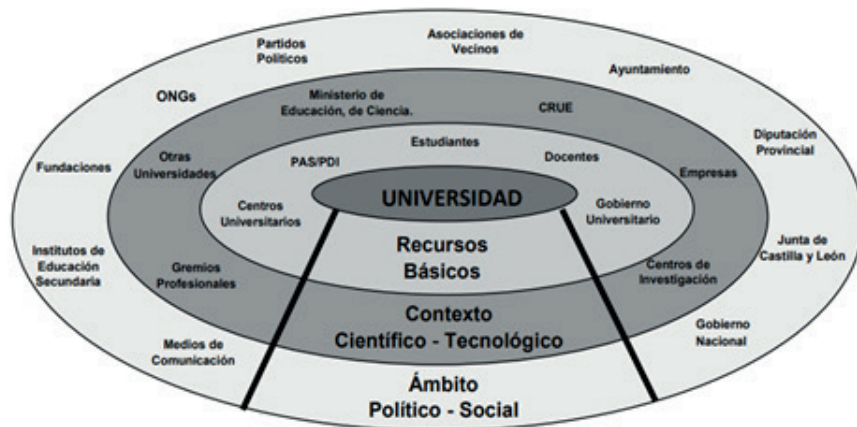 Asociaciones de
Vecinos
Partidos
Políticos
Ayuntamiento
ONGs
Ministerio de
Educación, de Ciencia.
CRUE
Diputación
Provincial
Fundaciones
Otras
Universidades
Estudiantes
PAS/PDI
Docentes
Empresas
UNIVERSIDAD
Centros
Universitarios
Gobierno
Universitario
Recursos
Básicos
Institutos de
Educación
Secundaria
Junta de
Castilla y León
Gremios
Profesionales
Centros de
Investigación
Contexto
Científico - Tecnológico
Medios de
Comunicación
Gobierno
Nacional
Ámbito
Político - Social